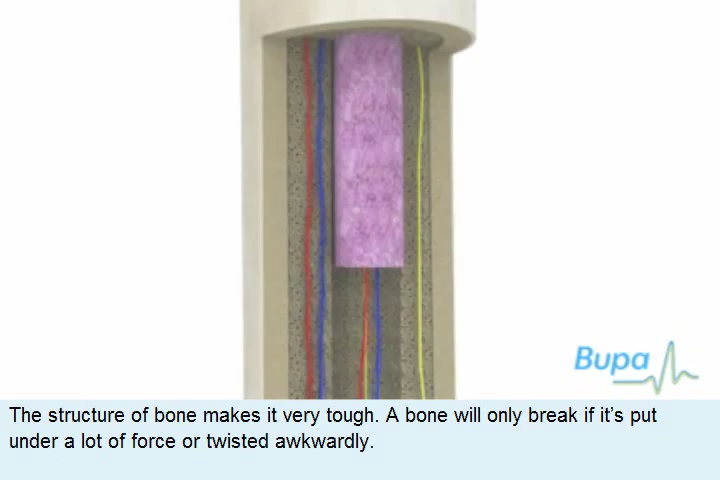 Bupa
The structure of bone makes it very tough. A bone will only break if it’s put
under a lot of force or twisted awkwardly.